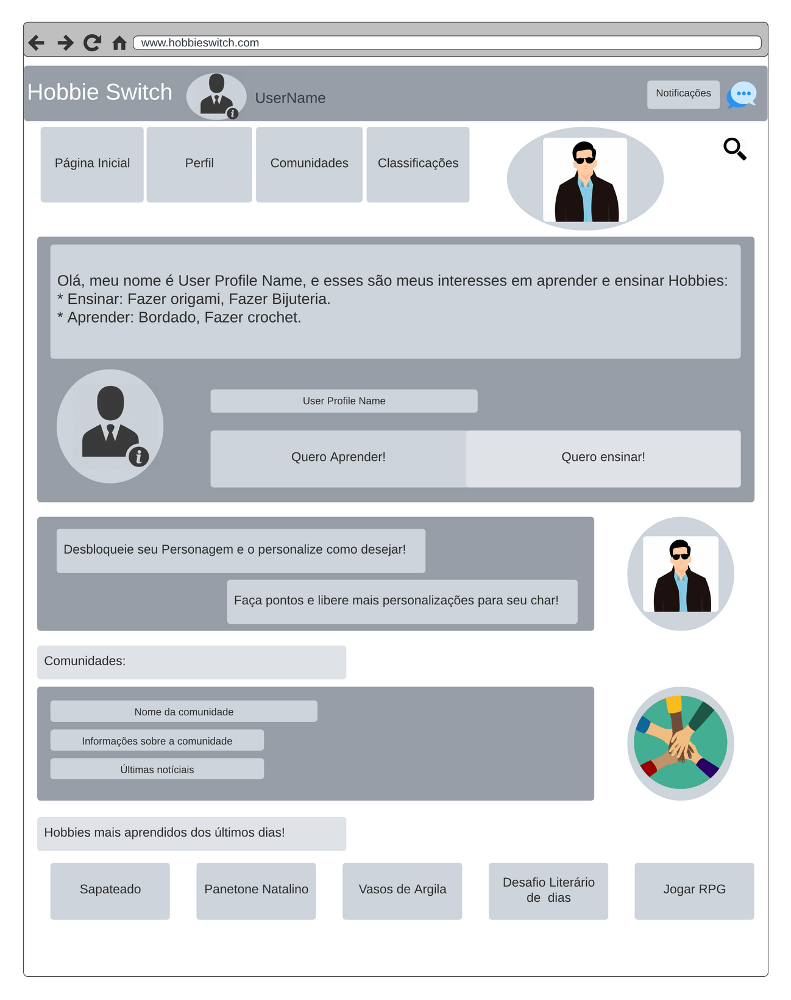 www.hobbieswitch.com
Hobbie Switch
UserName
Notificações
Página Inicial
Perfil
Comunidades
Classificações
Olá, meu nome é User Profile Name, e esses são meus interesses em aprender e ensinar Hobbies:
* Ensinar: Fazer origami, Fazer Bijuteria.
* Aprender: Bordado, Fazer crochet.
User Profile Name
i
Quero Aprender!
Quero ensinar!
Desbloqueie seu Personagem e o personalize como desejar!
Faça pontos e libere mais personalizações para seu char!
Comunidades:
Nome da comunidade
Informações sobre a comunidade
Últimas notíciais
Hobbies mais aprendidos dos últimos dias!
Sapateado
Panetone Natalino
Vasos de Argila
Desafio Literário
de  dias
Jogar RPG